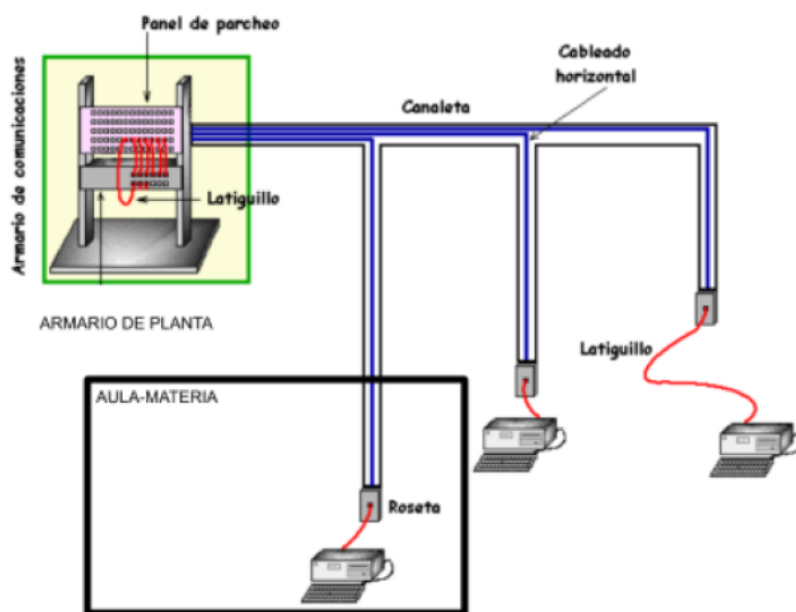 Panel de parcheo
Armario de comunicaciones
Cableado
horizontal
Canaleta
Latiguillo
ARMARIO DE PLANTA
Latiguillo
AULA-MATERIA
Roseta